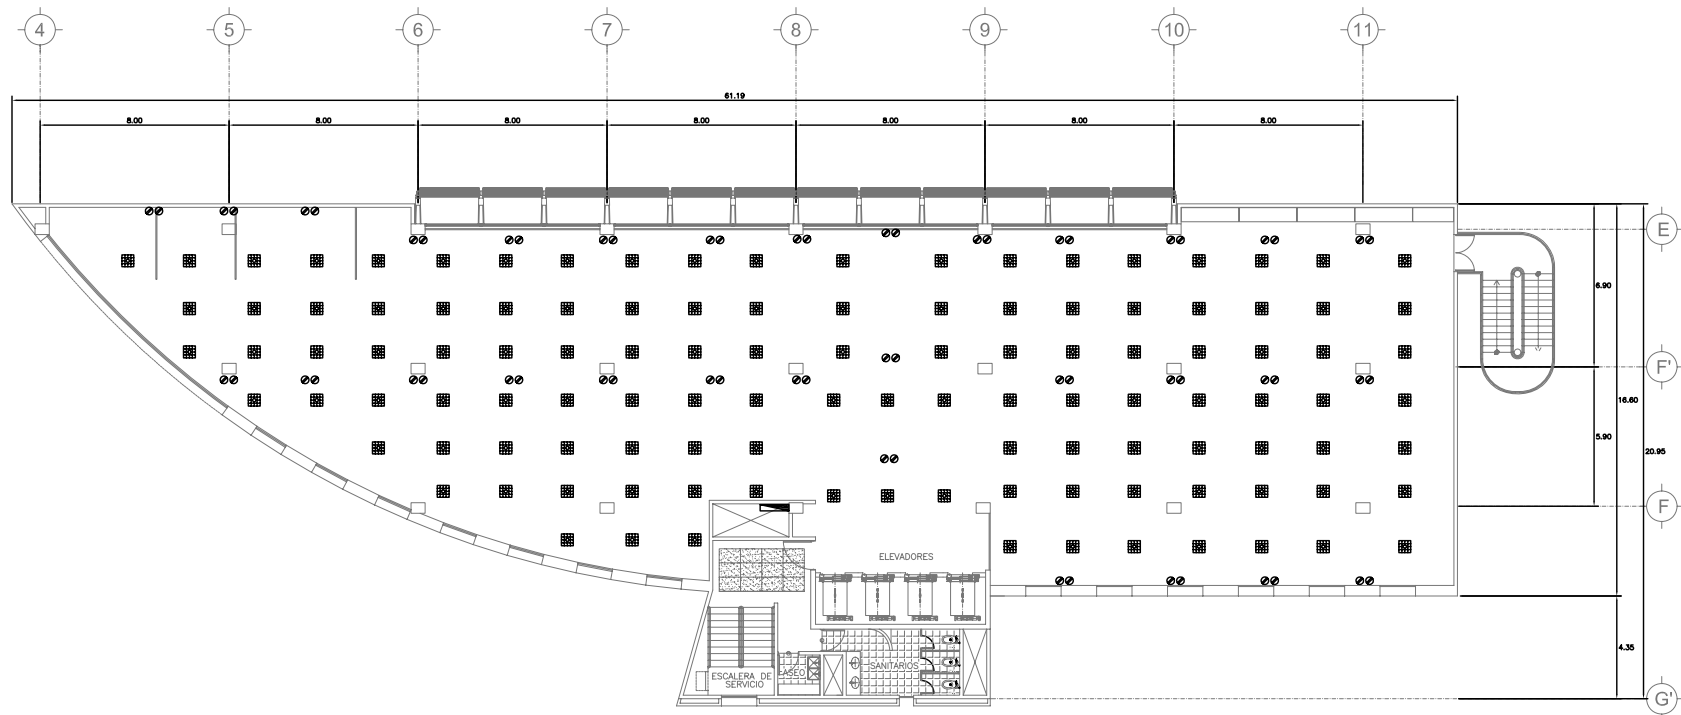 4 5 6 7 8 9 10 11
61.19
8.00 8.00 8.00 8.00 8.00 8.00 8.00
E
6.90
F'
16.60
5.90
20.95
F
ELEVADORES
4.35
SANITARIOS
ASEO
ESCALERA DE
SERVICIO
G'